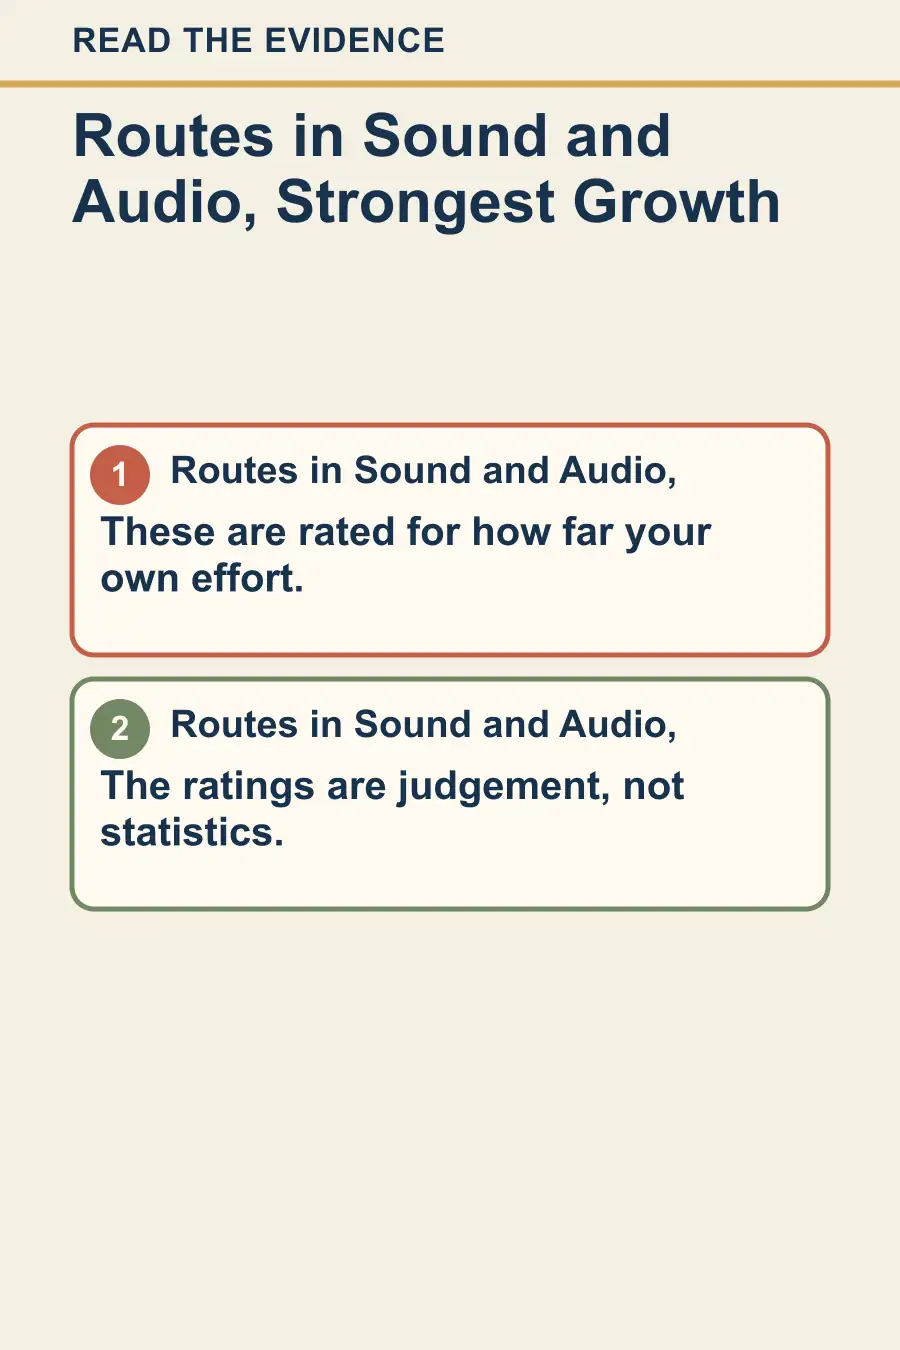 READ THE EVIDENCE
Routes in Sound and
Audio, Strongest Growth
1
Routes in Sound and Audio,
These are rated for how far your
own effort.
2
Routes in Sound and Audio,
The ratings are judgement, not
statistics.